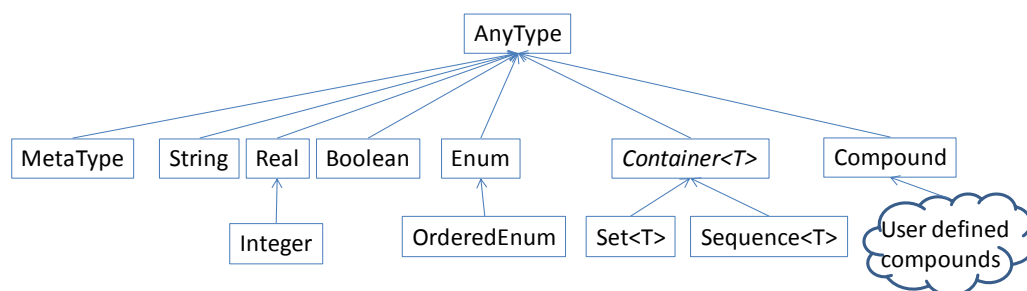 AnyType
MetaType
String
Real
Boolean
Enum
Container<T>
Compound
Integer
OrderedEnum
Set<T>
Sequence<T>
User defined
compounds